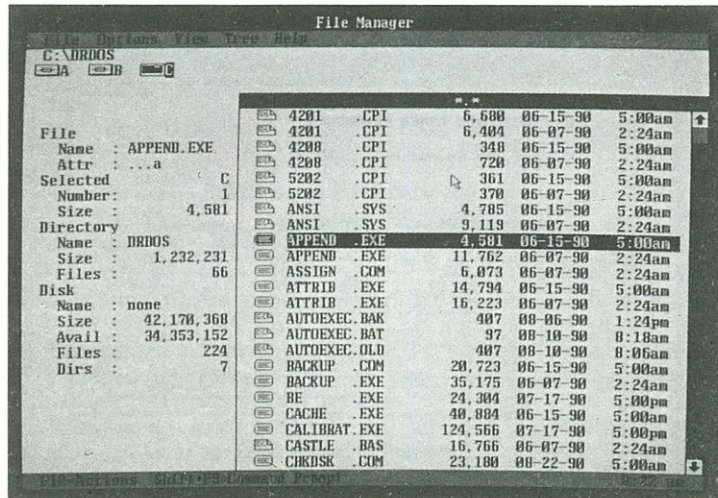 File Manager
File Options View Tree Help
C:\DRDOS
A B C
*.*
4201 .CPI 6,680 06-15-90 5:00am
4201 .CPI 6,404 06-07-90 2:24am
4208 .CPI 348 06-15-90 5:00am
4208 .CPI 720 06-07-90 2:24am
5202 .CPI 361 06-15-90 5:00am
5202 .CPI 370 06-07-90 2:24am
ANSI .SYS 4,785 06-15-90 5:00am
ANSI .SYS 9,119 06-07-90 2:24am
APPEND .EXE 4,581 06-15-90 5:00am
APPEND .EXE 11,762 06-07-90 2:24am
ASSIGN .COM 6,073 06-07-90 2:24am
ATTRIB .EXE 14,794 06-15-90 5:00am
ATTRIB .EXE 16,223 06-07-90 2:24am
AUTOEXEC.BAK 407 08-06-90 1:24pm
AUTOEXEC.BAT 97 08-10-90 8:18am
AUTOEXEC.OLD 407 08-10-90 8:06am
BACKUP .COM 20,723 06-15-90 5:00am
BACKUP .EXE 35,175 06-07-90 2:24am
BE .EXE 24,304 07-17-90 5:00pm
CACHE .EXE 40,884 06-15-90 5:00am
CALIBRAT.EXE 124,566 07-17-90 5:00pm
CASTLE .BAS 16,766 06-07-90 2:24am
CHKDSK .COM 23,180 08-22-90 5:00am
File
Name : APPEND.EXE
Attr : ...a
Selected C
Number: 1
Size : 4,581
Directory
Name : DRDOS
Size : 1,232,231
Files : 66
Disk
Name : none
Size : 42,170,368
Avail : 34,353,152
Files : 224
Dirs : 7
F10-Actions Shift+F9-Command Prompt